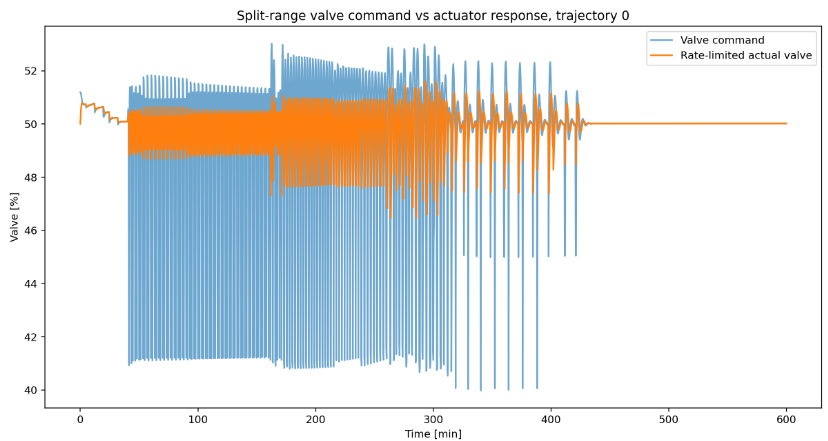 Split-range valve command vs actuator response, trajectory 0
Valve command
Rate-limited actual valve
52
50
48
46
44
42
40
Valve [%]
0
100
200
300
400
500
600
Time [min]